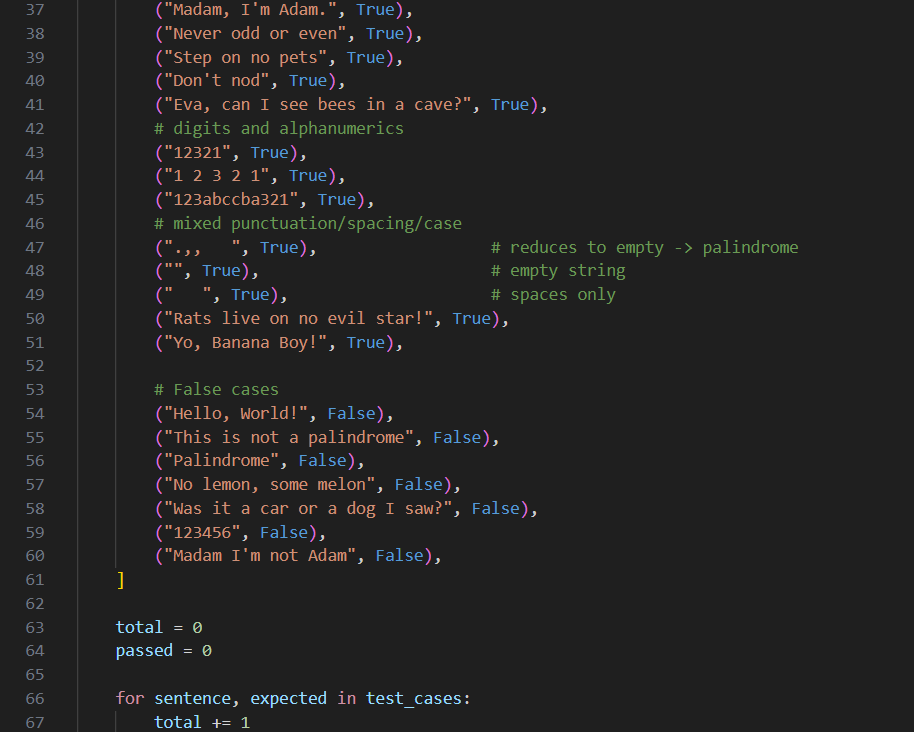 37 ("Madam, I'm Adam.", True),
38 ("Never odd or even", True),
39 ("Step on no pets", True),
40 ("Don't nod", True),
41 ("Eva, can I see bees in a cave?", True),
42 # digits and alphanumerics
43 ("12321", True),
44 ("1 2 3 2 1", True),
45 ("123abccba321", True),
46 # mixed punctuation/spacing/case
47 (".,,   ", True),                  # reduces to empty -> palindrome
48 ("", True),                        # empty string
49 ("   ", True),                     # spaces only
50 ("Rats live on no evil star!", True),
51 ("Yo, Banana Boy!", True),
52
53 # False cases
54 ("Hello, World!", False),
55 ("This is not a palindrome", False),
56 ("Palindrome", False),
57 ("No lemon, some melon", False),
58 ("Was it a car or a dog I saw?", False),
59 ("123456", False),
60 ("Madam I'm not Adam", False),
61 ]
62
63 total = 0
64 passed = 0
65
66 for sentence, expected in test_cases:
67 total += 1